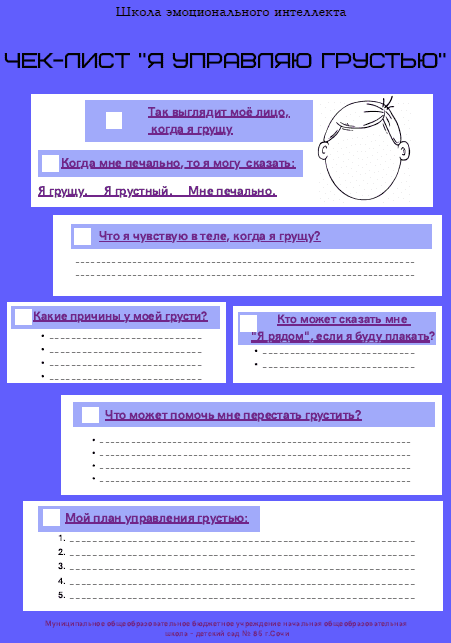 Школа эмоционального интеллекта
ЧЕК-ЛИСТ "Я УПРАВЛЯЮ ГРУСТЬЮ"
Так выглядит моё лицо,
когда я грущу
Когда мне печально, то я могу сказать:
Я грущу. Я грустный. Мне печально.
Что я чувствую в теле, когда я грущу?
Какие причины у моей грусти?
Кто может сказать мне
"Я рядом", если я буду плакать?
Что может помочь мне перестать грустить?
Мой план управления грустью:
1.
2.
3.
4.
5.
Муниципальное общеобразовательное бюджетное учреждение начальная общеобразовательная
школа - детский сад № 85 г.Сочи